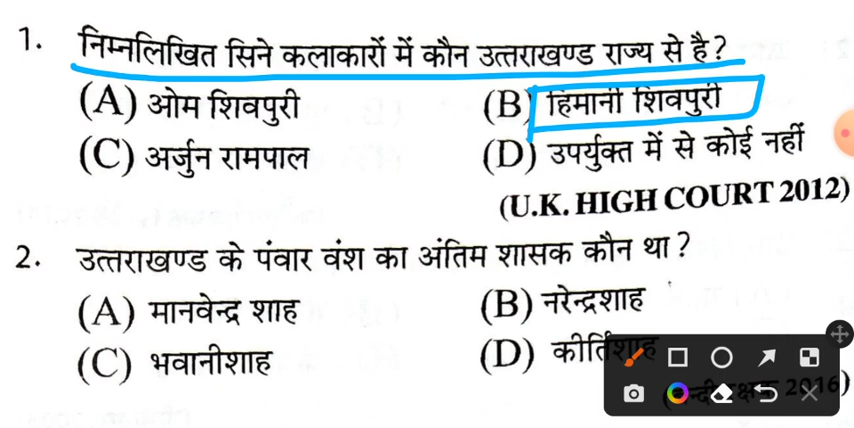 1. निम्नलिखित सिने कलाकारों में कौन उत्तराखण्ड राज्य से है?
(A) ओम शिवपुरी (B) हिमानी शिवपुरी
(C) अर्जुन रामपाल (D) उपर्युक्त में से कोई नहीं
(U.K. HIGH COURT 2012)
2. उत्तराखण्ड के पंवार वंश का अंतिम शासक कौन था?
(A) मानवेन्द्र शाह (B) नरेन्द्रशाह
(C) भवानीशाह (D) कीर्तिशाह
2016)